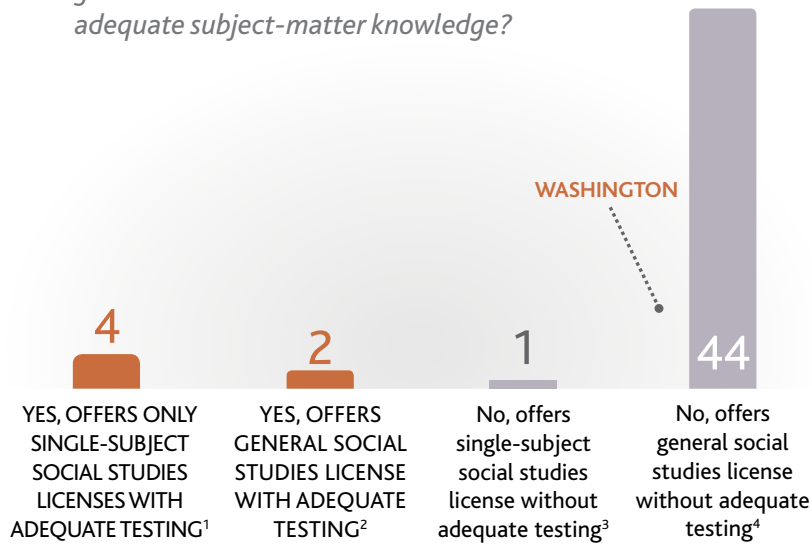 adequate subject-matter knowledge?
WASHINGTON
4
2
1
44
YES, OFFERS ONLY
SINGLE-SUBJECT
SOCIAL STUDIES
LICENSES WITH
ADEQUATE TESTING¹
YES, OFFERS
GENERAL SOCIAL
STUDIES LICENSE
WITH ADEQUATE
TESTING²
No, offers
single-subject
social studies
license without
adequate testing³
No, offers
general social
studies license
without adequate
testing⁴